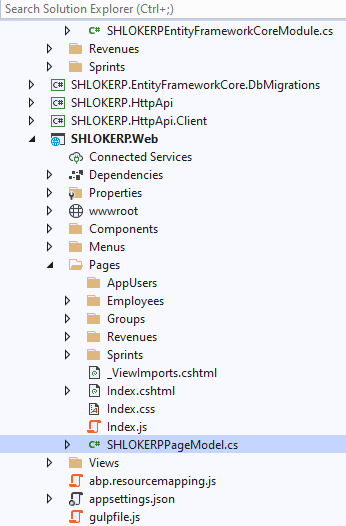 Search Solution Explorer (Ctrl+;)
C# SHLOKERPEntityFrameworkCoreModule.cs
Revenues
Sprints
C# SHLOKERP.EntityFrameworkCore.DbMigrations
C# SHLOKERP.HttpApi
C# SHLOKERP.HttpApi.Client
SHLOKERP.Web
Connected Services
Dependencies
Properties
wwwroot
Components
Menus
Pages
AppUsers
Employees
Groups
Revenues
Sprints
_ViewImports.cshtml
Index.cshtml
Index.css
Index.js
C# SHLOKERPPageModel.cs
Views
abp.resourcemapping.js
appsettings.json
gulpfile.js